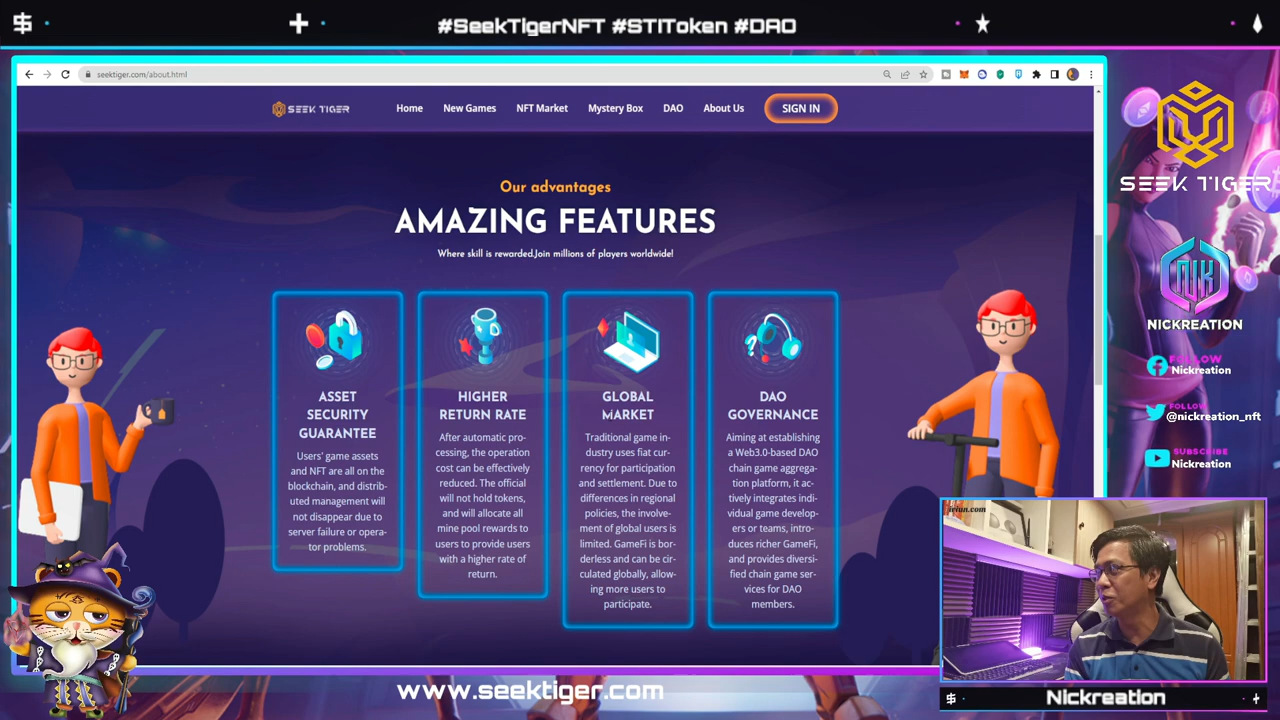 #SeekTigerNFT #STIToken #DAO
seektiger.com/about.html
SEEK TIGER
Home
New Games
NFT Market
Mystery Box
DAO
About Us
SIGN IN
Our advantages
AMAZING FEATURES
Where skill is rewarded.Join millions of players worldwide!
ASSET
SECURITY
GUARANTEE
Users' game assets
and NFT are all on the
blockchain, and distrib-
uted management will
not disappear due to
server failure or opera-
tor problems.
HIGHER
RETURN RATE
After automatic pro-
cessing, the operation
cost can be effectively
reduced. The official
will not hold tokens,
and will allocate all
mine pool rewards to
users to provide users
with a higher rate of
return.
GLOBAL
MARKET
Traditional game in-
dustry uses fiat cur-
rency for participation
and settlement. Due to
differences in regional
policies, the involve-
ment of global users is
limited. GameFi is bor-
derless and can be cir-
culated globally, allow-
ing more users to
participate.
DAO
GOVERNANCE
Aiming at establishing
a Web3.0-based DAO
chain game aggrega-
tion platform, it ac-
tively integrates indi-
vidual game develop-
ers or teams, intro-
duces richer GameFi,
and provides diversi-
fied chain game ser-
vices for DAO
members.
SEEK TIGER
NIK
NICKREATION
FOLLOW
Nickreation
FOLLOW
@nickreation_nft
SUBSCRIBE
Nickreation
Nickreation
www.seektiger.com